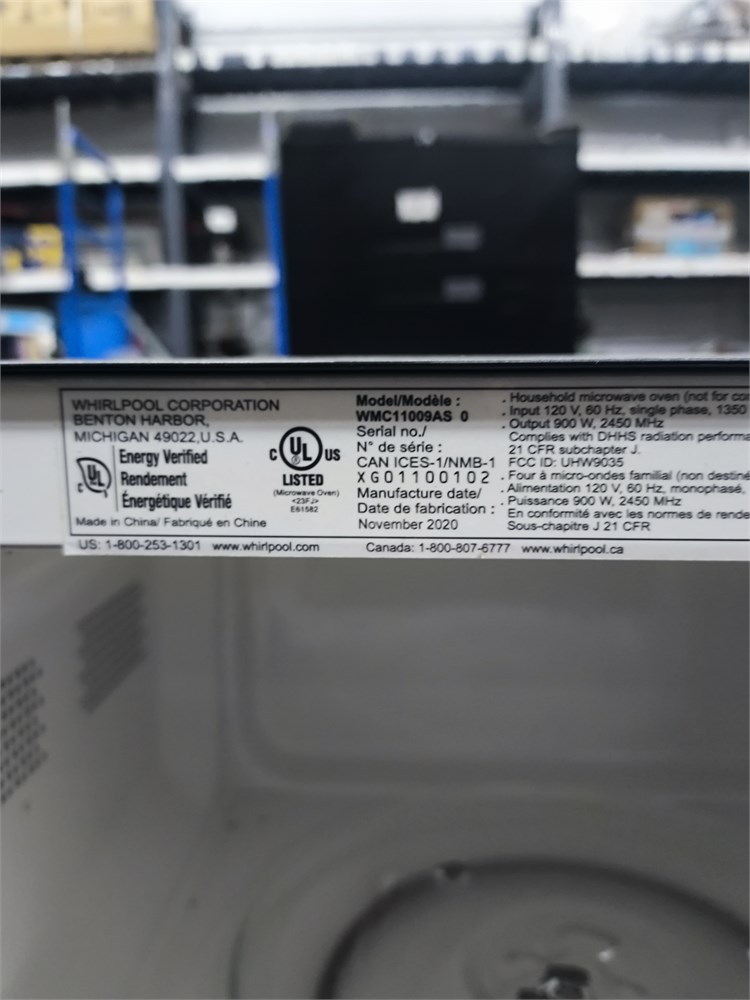 WHIRLPOOL CORPORATION
BENTON HARBOR,
MICHIGAN 49022,U.S.A.
c UL
Energy Verified
Rendement
Énergétique Vérifié
Made in China/ Fabriqué en Chine
C UL US
LISTED
(Microwave Oven)
<23FJ>
E61582
Model/Modèle :
WMC11009AS 0
Serial no./
N° de série :
CAN ICES-1/NMB-1
XG01100102
Manufacture date/
Date de fabrication :
November 2020
. Household microwave oven (not for
. Input 120 V, 60 Hz, single phase, 1350
. Output 900 W, 2450 MHz
Complies with DHHS radiation
21 CFR subchapter J.
FCC ID: UHW9035
. Four à micro-ondes familial (non
. Alimentation 120 V, 60 Hz, monophasé,
. Puissance 900 W, 2450 MHz
En conformité avec les normes de
Sous-chapitre J 21 CFR
US: 1-800-253-1301 www.whirlpool.com
Canada: 1-800-807-6777 www.whirlpool.ca